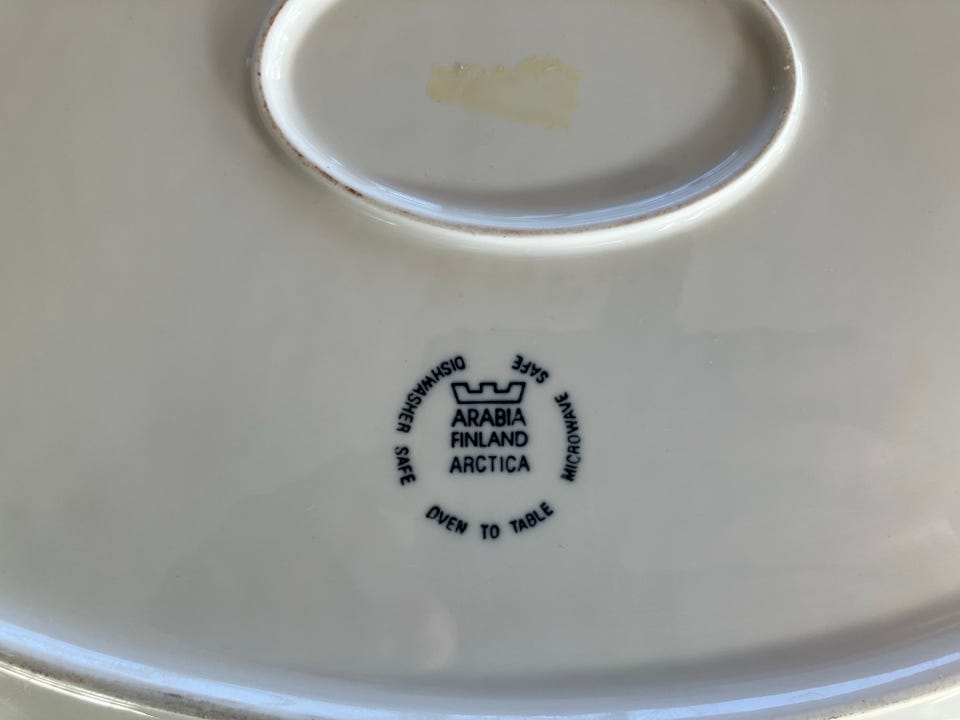 ARABIA
FINLAND
ARCTICA
DISHWASHER SAFE
OVEN TO TABLE
MICROWAVE SAFE